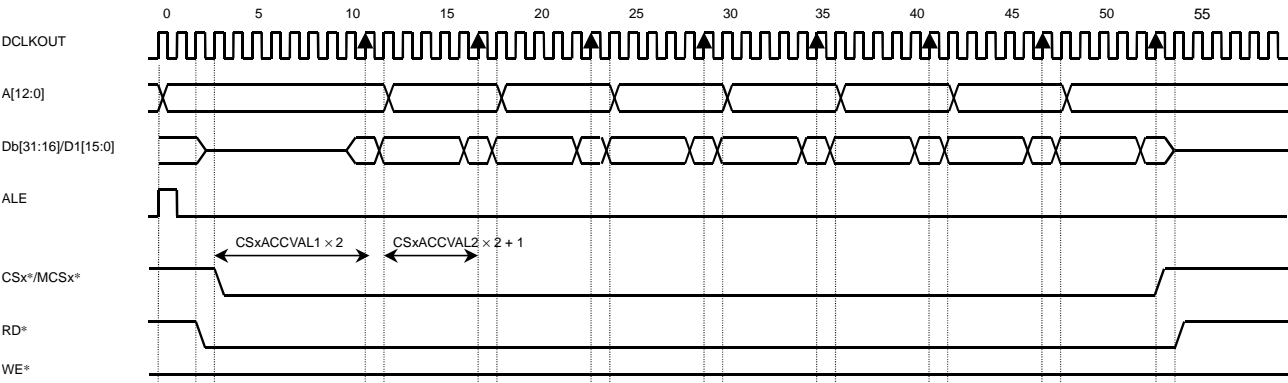 0 5 10 15 20 25 30 35 40 45 50 55
DCLKOUT
A[12:0]
Db[31:16]/D1[15:0]
ALE
CSxACCVAL1 × 2 CSxACCVAL2 × 2 + 1
CSx*/MCSx*
RD*
WE*